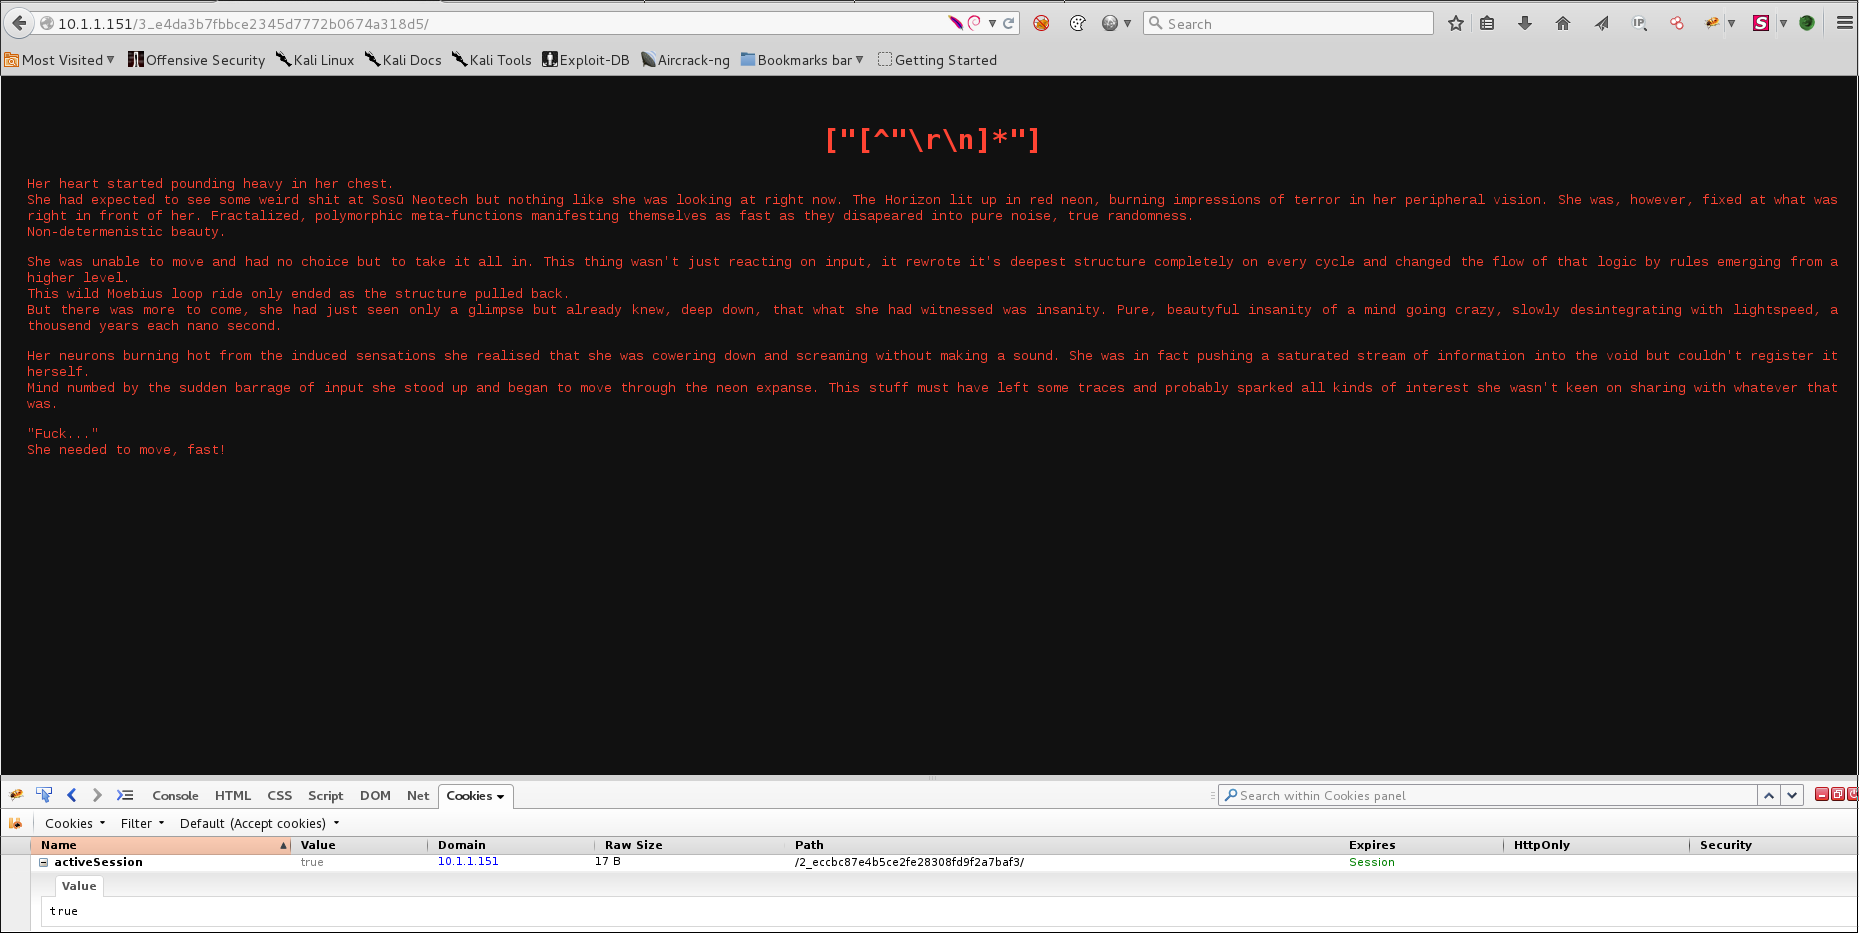 10.1.1.151/3_e4da3b7fbbce2345d7772b0674a318d5/
Search
Most Visited
Offensive Security
Kali Linux
Kali Docs
Kali Tools
Exploit-DB
Aircrack-ng
Bookmarks bar
Getting Started
["[^"\r\n]*"]
Her heart started pounding heavy in her chest.
She had expected to see some weird shit at Sosū Neotech but nothing like she was looking at right now. The Horizon lit up in red neon, burning impressions of terror in her peripheral vision. She was, however, fixed at what was
right in front of her. Fractalized, polymorphic meta-functions manifesting themselves as fast as they disapeared into pure noise, true randomness.
Non-determenistic beauty.
She was unable to move and had no choice but to take it all in. This thing wasn't just reacting on input, it rewrote it's deepest structure completely on every cycle and changed the flow of that logic by rules emerging from a
higher level.
This wild Moebius loop ride only ended as the structure pulled back.
But there was more to come, she had just seen only a glimpse but already knew, deep down, that what she had witnessed was insanity. Pure, beautyful insanity of a mind going crazy, slowly desintegrating with lightspeed, a
thousend years each nano second.
Her neurons burning hot from the induced sensations she realised that she was cowering down and screaming without making a sound. She was in fact pushing a saturated stream of information into the void but couldn't register it
herself.
Mind numbed by the sudden barrage of input she stood up and began to move through the neon expanse. This stuff must have left some traces and probably sparked all kinds of interest she wasn't keen on sharing with whatever that
was.
"Fuck..."
She needed to move, fast!
Console HTML CSS Script DOM Net Cookies
Search within Cookies panel
Cookies Filter Default (Accept cookies)
Name Value Domain Raw Size Path Expires HttpOnly Security
activeSession true 10.1.1.151 17 B /2_eccbc87e4b5ce2fe28308fd9f2a7baf3/ Session
Value
true